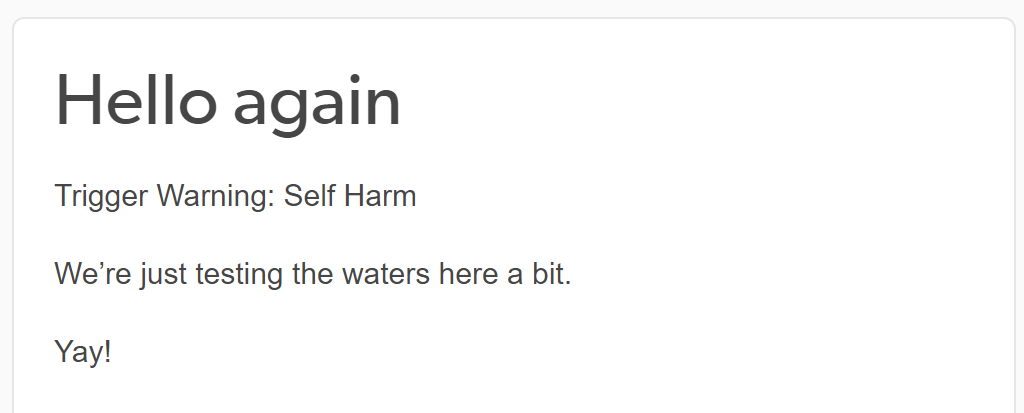 Hello again
Trigger Warning: Self Harm
We’re just testing the waters here a bit.
Yay!